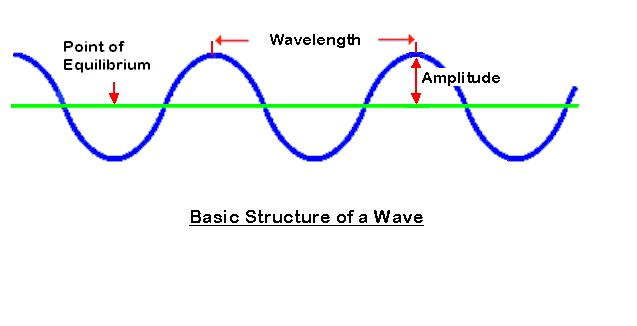 Wavelength
Point of
Equilibrium
Amplitude
Basic Structure of a Wave